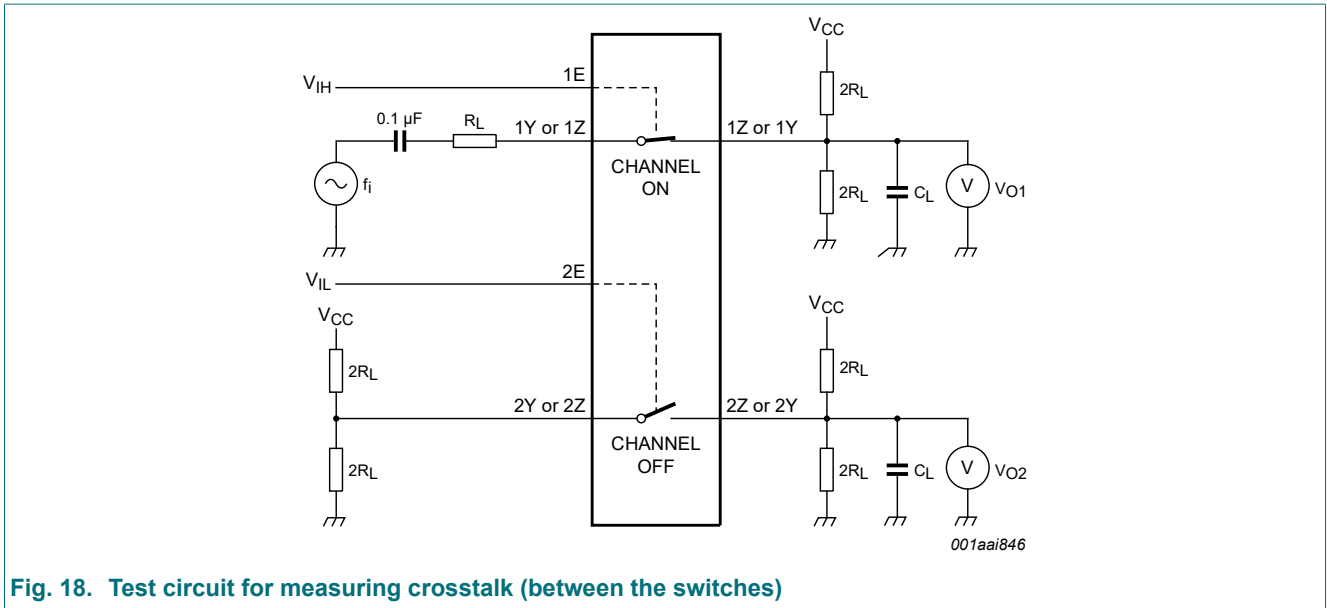 VCC
1E
VIH
2RL
0.1 µF
RL
1Y or 1Z
1Z or 1Y
fi
CHANNEL
ON
2RL
CL
V
VO1
2E
VIL
VCC
VCC
2RL
2RL
2Y or 2Z
2Z or 2Y
CHANNEL
OFF
2RL
2RL
CL
V
VO2
001aai846
Fig. 18. Test circuit for measuring crosstalk (between the switches)